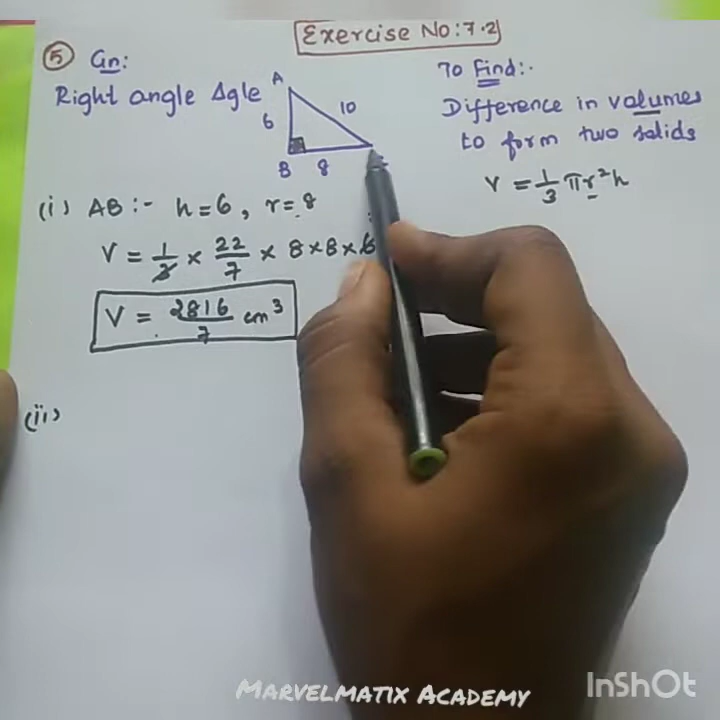 Exercise No: 7.2
⑤ Gn:
Right angle Δgle
A
6
10
B
8
To Find:-
Difference in valumes
to form two solids
V = 1/3 πr²h
(i) AB:- h=6, r=8
V = 1/3 × 22/7 × 8×8×6
V = 2816/7 cm³
(ii)
MARVELMATIX ACADEMY
InShOt